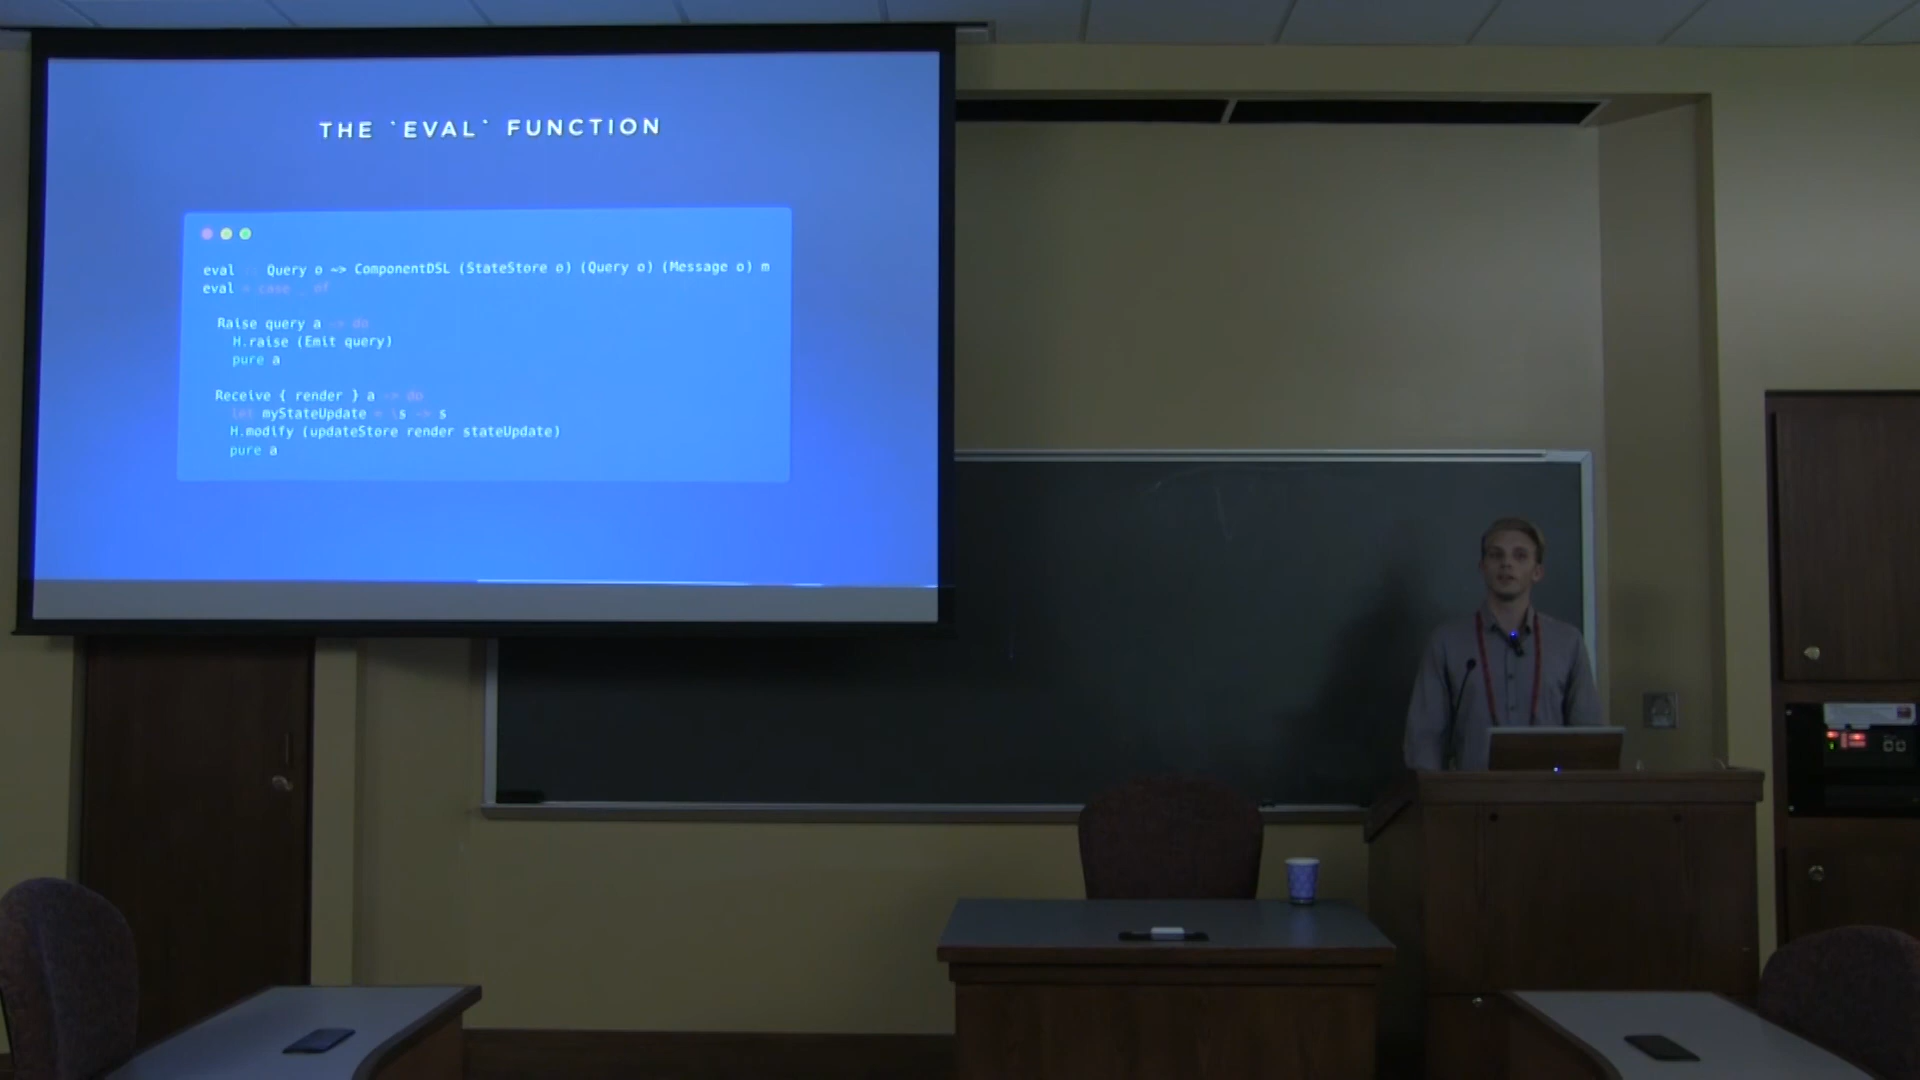 THE `EVAL` FUNCTION
eval :: Query o ~> ComponentDSL (StateStore o) (Query o) (Message o) m
eval = case _ of
Raise query a -> do
H.raise (Emit query)
pure a
Receive { render } a -> do
let myStateUpdate = \s -> s
H.modify (updateStore render stateUpdate)
pure a